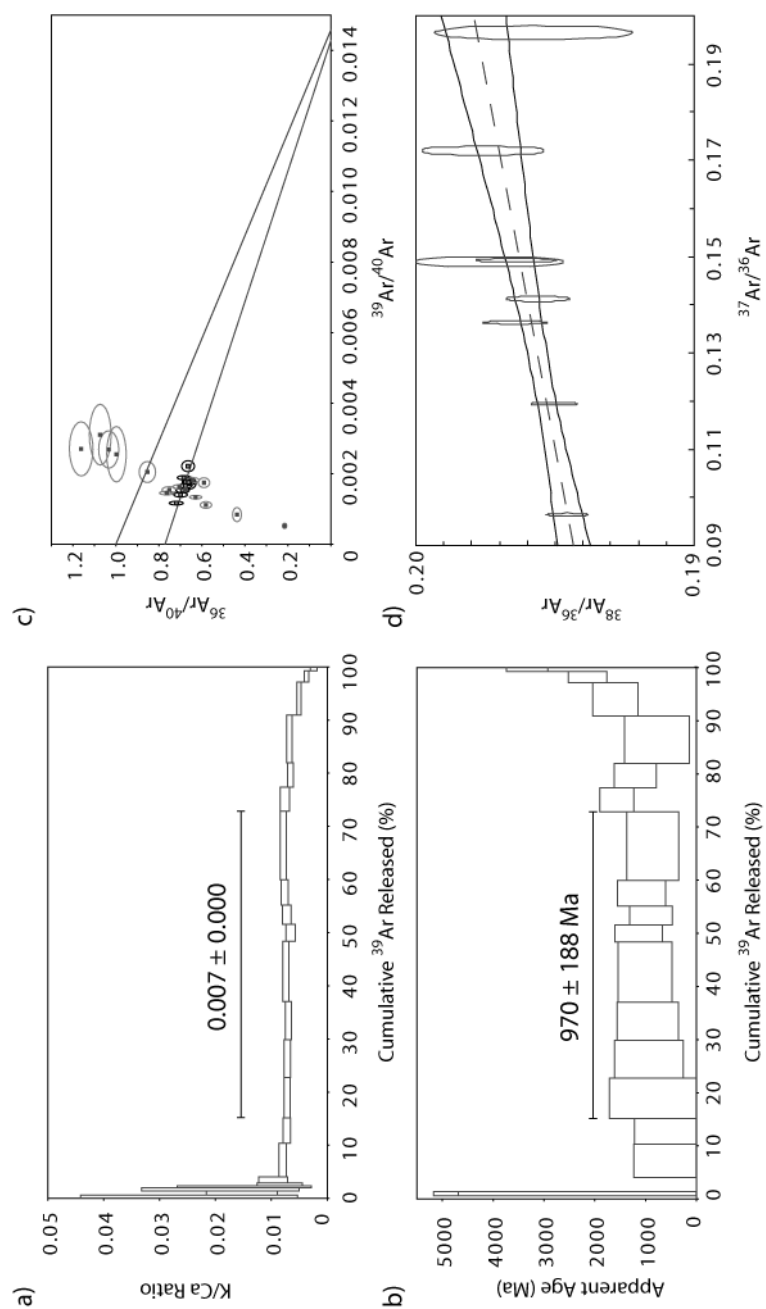 a)
K/Ca Ratio
0.05
0.04
0.03
0.02
0.01
0
0.007 ± 0.000
0 10 20 30 40 50 60 70 80 90 100
Cumulative ³⁹Ar Released (%)
b)
Apparent Age (Ma)
5000
4000
3000
2000
1000
0
970 ± 188 Ma
0 10 20 30 40 50 60 70 80 90 100
Cumulative ³⁹Ar Released (%)
c)
³⁶Ar/⁴⁰Ar
1.2
1.0
0.8
0.6
0.4
0.2
0 0.002 0.004 0.006 0.008 0.010 0.012 0.014
³⁹Ar/⁴⁰Ar
d)
³⁸Ar/³⁶Ar
0.20
0.19
0.09 0.11 0.13 0.15 0.17 0.19
³⁷Ar/³⁶Ar